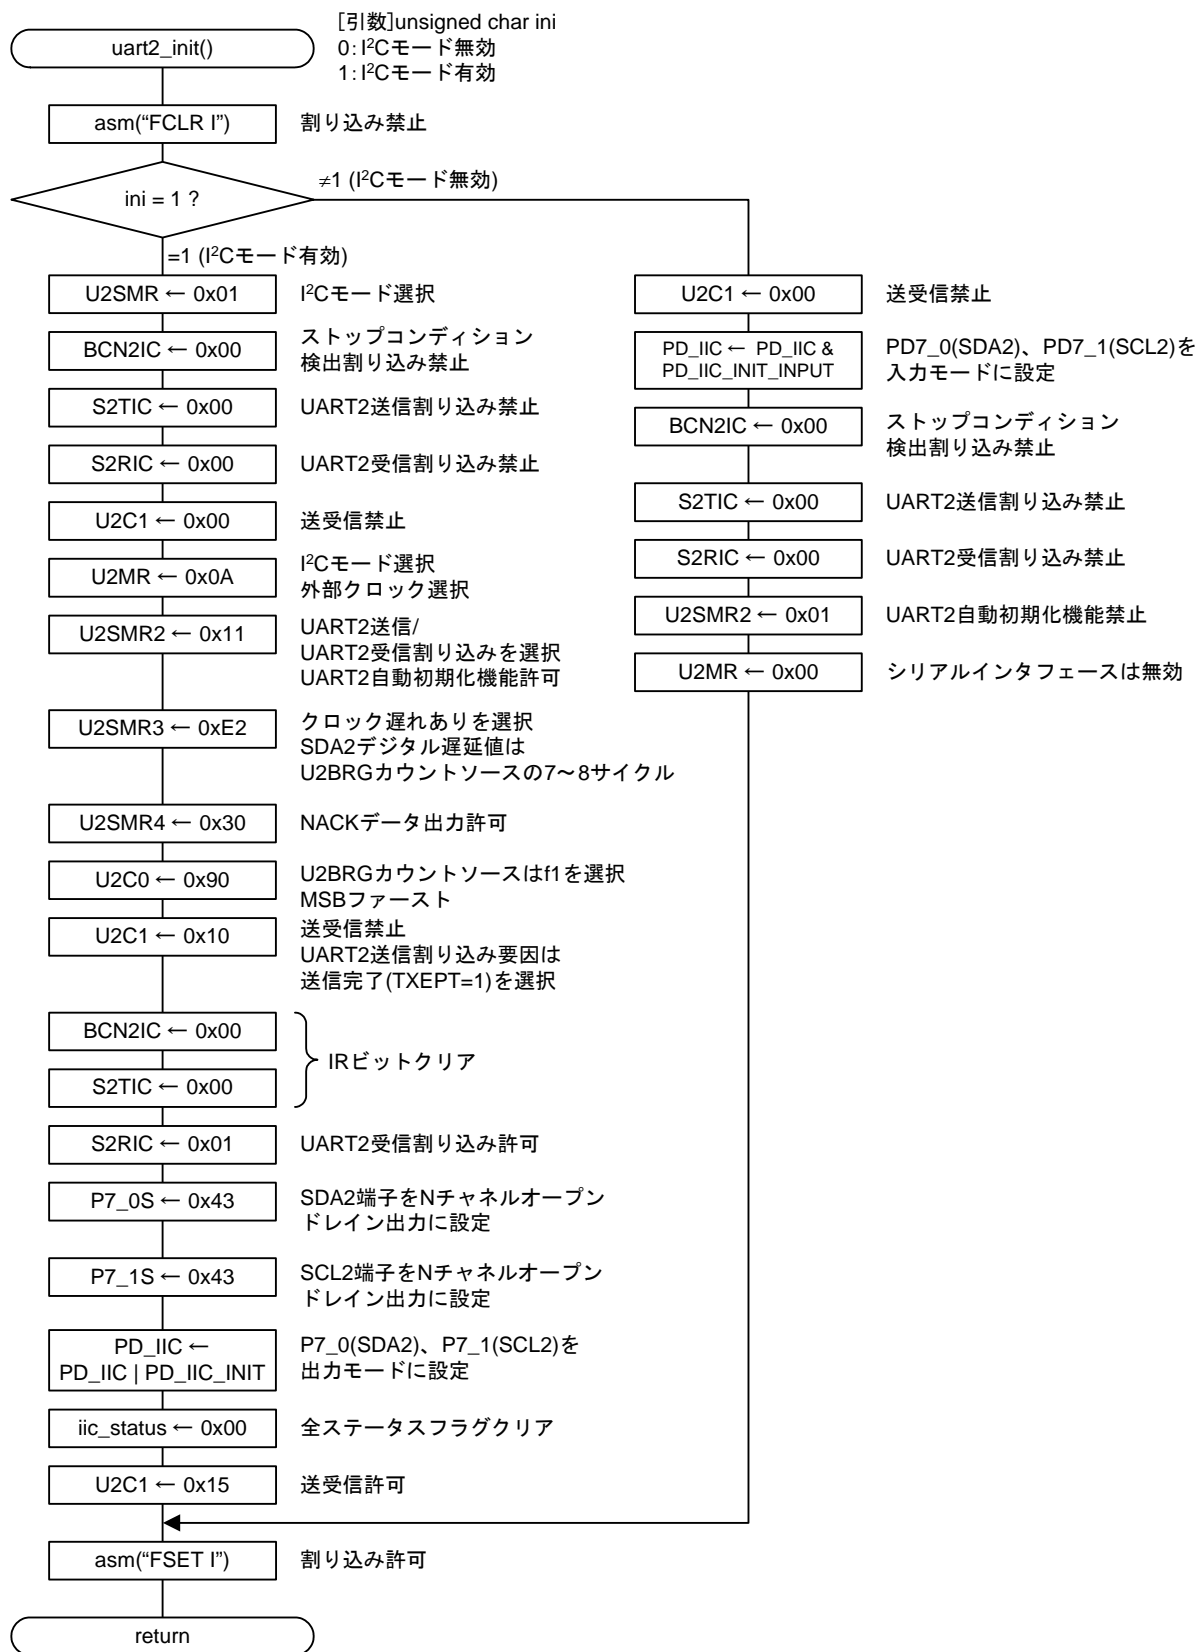 [引数]unsigned char ini
0: I²Cモード無効
1: I²Cモード有効
uart2_init()
asm(“FCLR I”)
割り込み禁止
ini = 1 ?
≠1 (I²Cモード無効)
=1 (I²Cモード有効)
U2SMR ← 0x01
I²Cモード選択
BCN2IC ← 0x00
ストップコンディション
検出割り込み禁止
S2TIC ← 0x00
UART2送信割り込み禁止
S2RIC ← 0x00
UART2受信割り込み禁止
U2C1 ← 0x00
送受信禁止
U2MR ← 0x0A
I²Cモード選択
外部クロック選択
U2SMR2 ← 0x11
UART2送信/
UART2受信割り込みを選択
UART2自動初期化機能許可
U2SMR3 ← 0xE2
クロック遅れありを選択
SDA2デジタル遅延値は
U2BRGカウントソースの7～8サイクル
U2SMR4 ← 0x30
NACKデータ出力許可
U2C0 ← 0x90
U2BRGカウントソースはf1を選択
MSBファースト
U2C1 ← 0x10
送受信禁止
UART2送信割り込み要因は
送信完了(TXEPT=1)を選択
BCN2IC ← 0x00
S2TIC ← 0x00
IRビットクリア
S2RIC ← 0x01
UART2受信割り込み許可
P7_0S ← 0x43
SDA2端子をNチャネルオープン
ドレイン出力に設定
P7_1S ← 0x43
SCL2端子をNチャネルオープン
ドレイン出力に設定
PD_IIC ←
PD_IIC | PD_IIC_INIT
P7_0(SDA2)、P7_1(SCL2)を
出力モードに設定
iic_status ← 0x00
全ステータスフラグクリア
U2C1 ← 0x15
送受信許可
U2C1 ← 0x00
送受信禁止
PD_IIC ← PD_IIC &
PD_IIC_INIT_INPUT
PD7_0(SDA2)、PD7_1(SCL2)を
入力モードに設定
BCN2IC ← 0x00
ストップコンディション
検出割り込み禁止
S2TIC ← 0x00
UART2送信割り込み禁止
S2RIC ← 0x00
UART2受信割り込み禁止
U2SMR2 ← 0x01
UART2自動初期化機能禁止
U2MR ← 0x00
シリアルインタフェースは無効
asm(“FSET I”)
割り込み許可
return